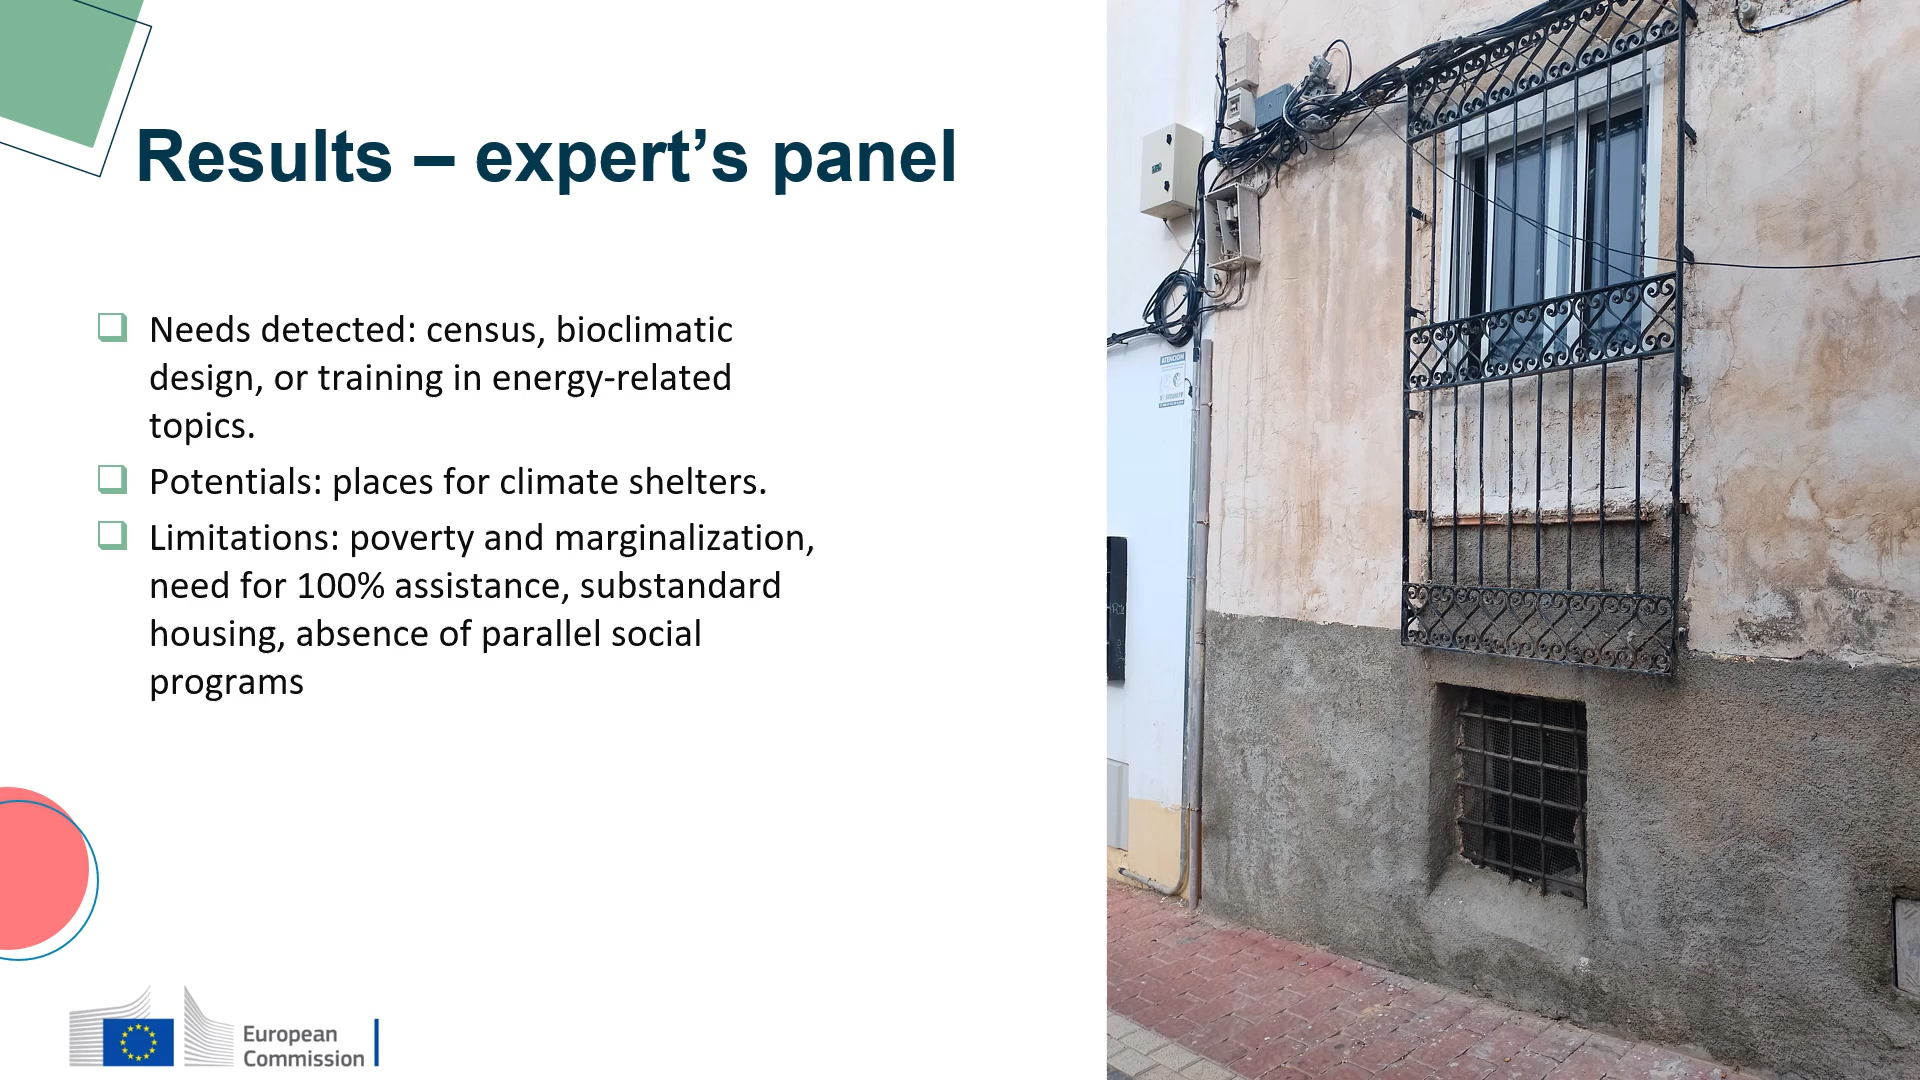 Results – expert’s panel
Needs detected: census, bioclimatic
design, or training in energy-related
topics.
Potentials: places for climate shelters.
Limitations: poverty and marginalization,
need for 100% assistance, substandard
housing, absence of parallel social
programs
European
Commission
ATENCION